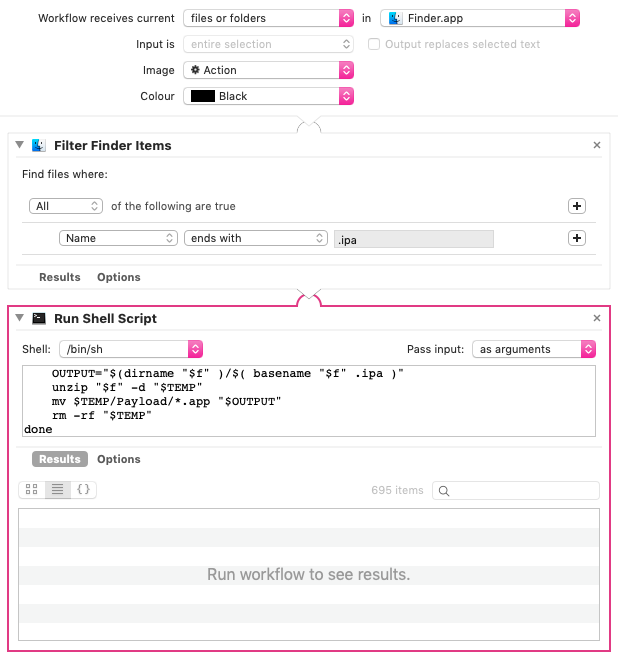 Workflow receives current files or folders in Finder.app
Input is entire selection Output replaces selected text
Image Action
Colour Black
Filter Finder Items
Find files where:
All of the following are true
Name ends with .ipa
Results Options
Run Shell Script
Shell: /bin/sh Pass input: as arguments
OUTPUT="$(dirname "$f" )/$( basename "$f" .ipa )"
unzip "$f" -d "$TEMP"
mv $TEMP/Payload/*.app "$OUTPUT"
rm -rf "$TEMP"
done
Results Options
695 items
Run workflow to see results.